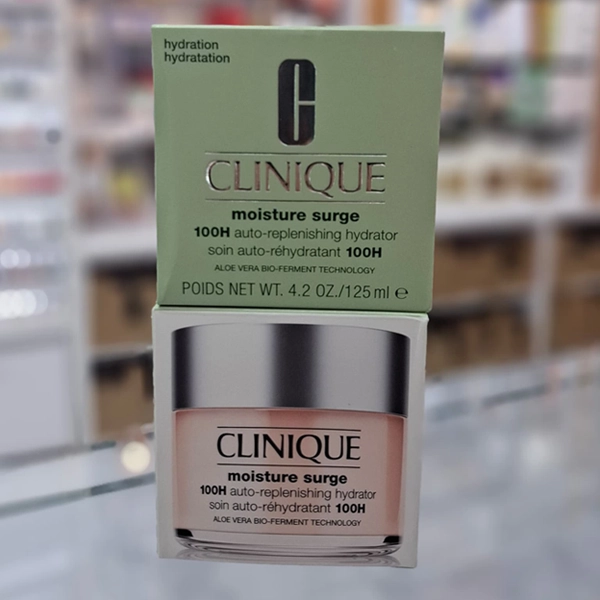 hydration
hydratation
C
CLINIQUE
moisture surge
100H auto-replenishing hydrator
soin auto-réhydratant 100H
ALOE VERA BIO-FERMENT TECHNOLOGY
POIDS NET WT. 4.2 OZ./125 ml ℮
CLINIQUE
moisture surge
100H auto-replenishing hydrator
soin auto-réhydratant 100H
ALOE VERA BIO-FERMENT TECHNOLOGY